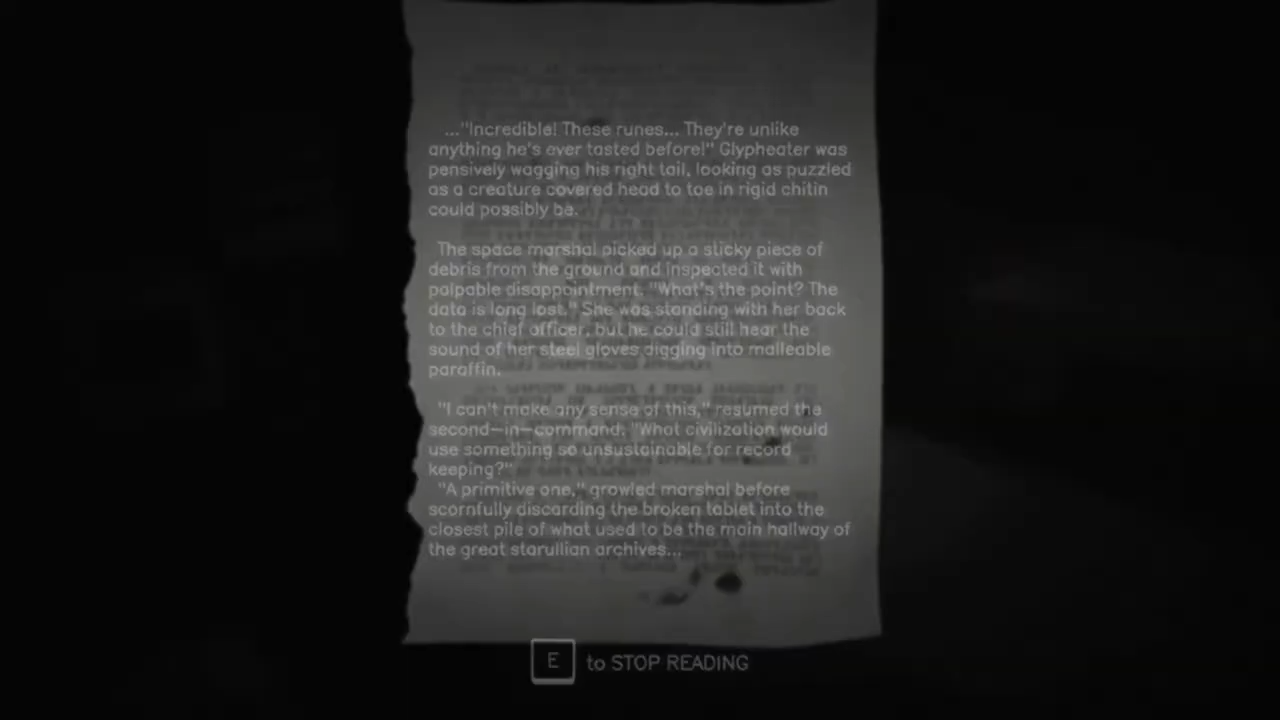 ..."Incredible! These runes... They're unlike
anything he's ever tasted before!" Glypheater was
pensively wagging his right tail, looking as puzzled
as a creature covered head to toe in rigid chitin
could possibly be.
The space marshal picked up a sticky piece of
debris from the ground and inspected it with
palpable disappointment. "What's the point? The
data is long lost." She was standing with her back
to the chief officer, but he could still hear the
sound of her steel gloves digging into malleable
paraffin.
"I can't make any sense of this," resumed the
second-in-command. "What civilization would
use something so unsustainable for record
keeping?"
"A primitive one," growled marshal before
scornfully discarding the broken tablet into the
closest pile of what used to be the main hallway of
the great starullian archives...
E to STOP READING